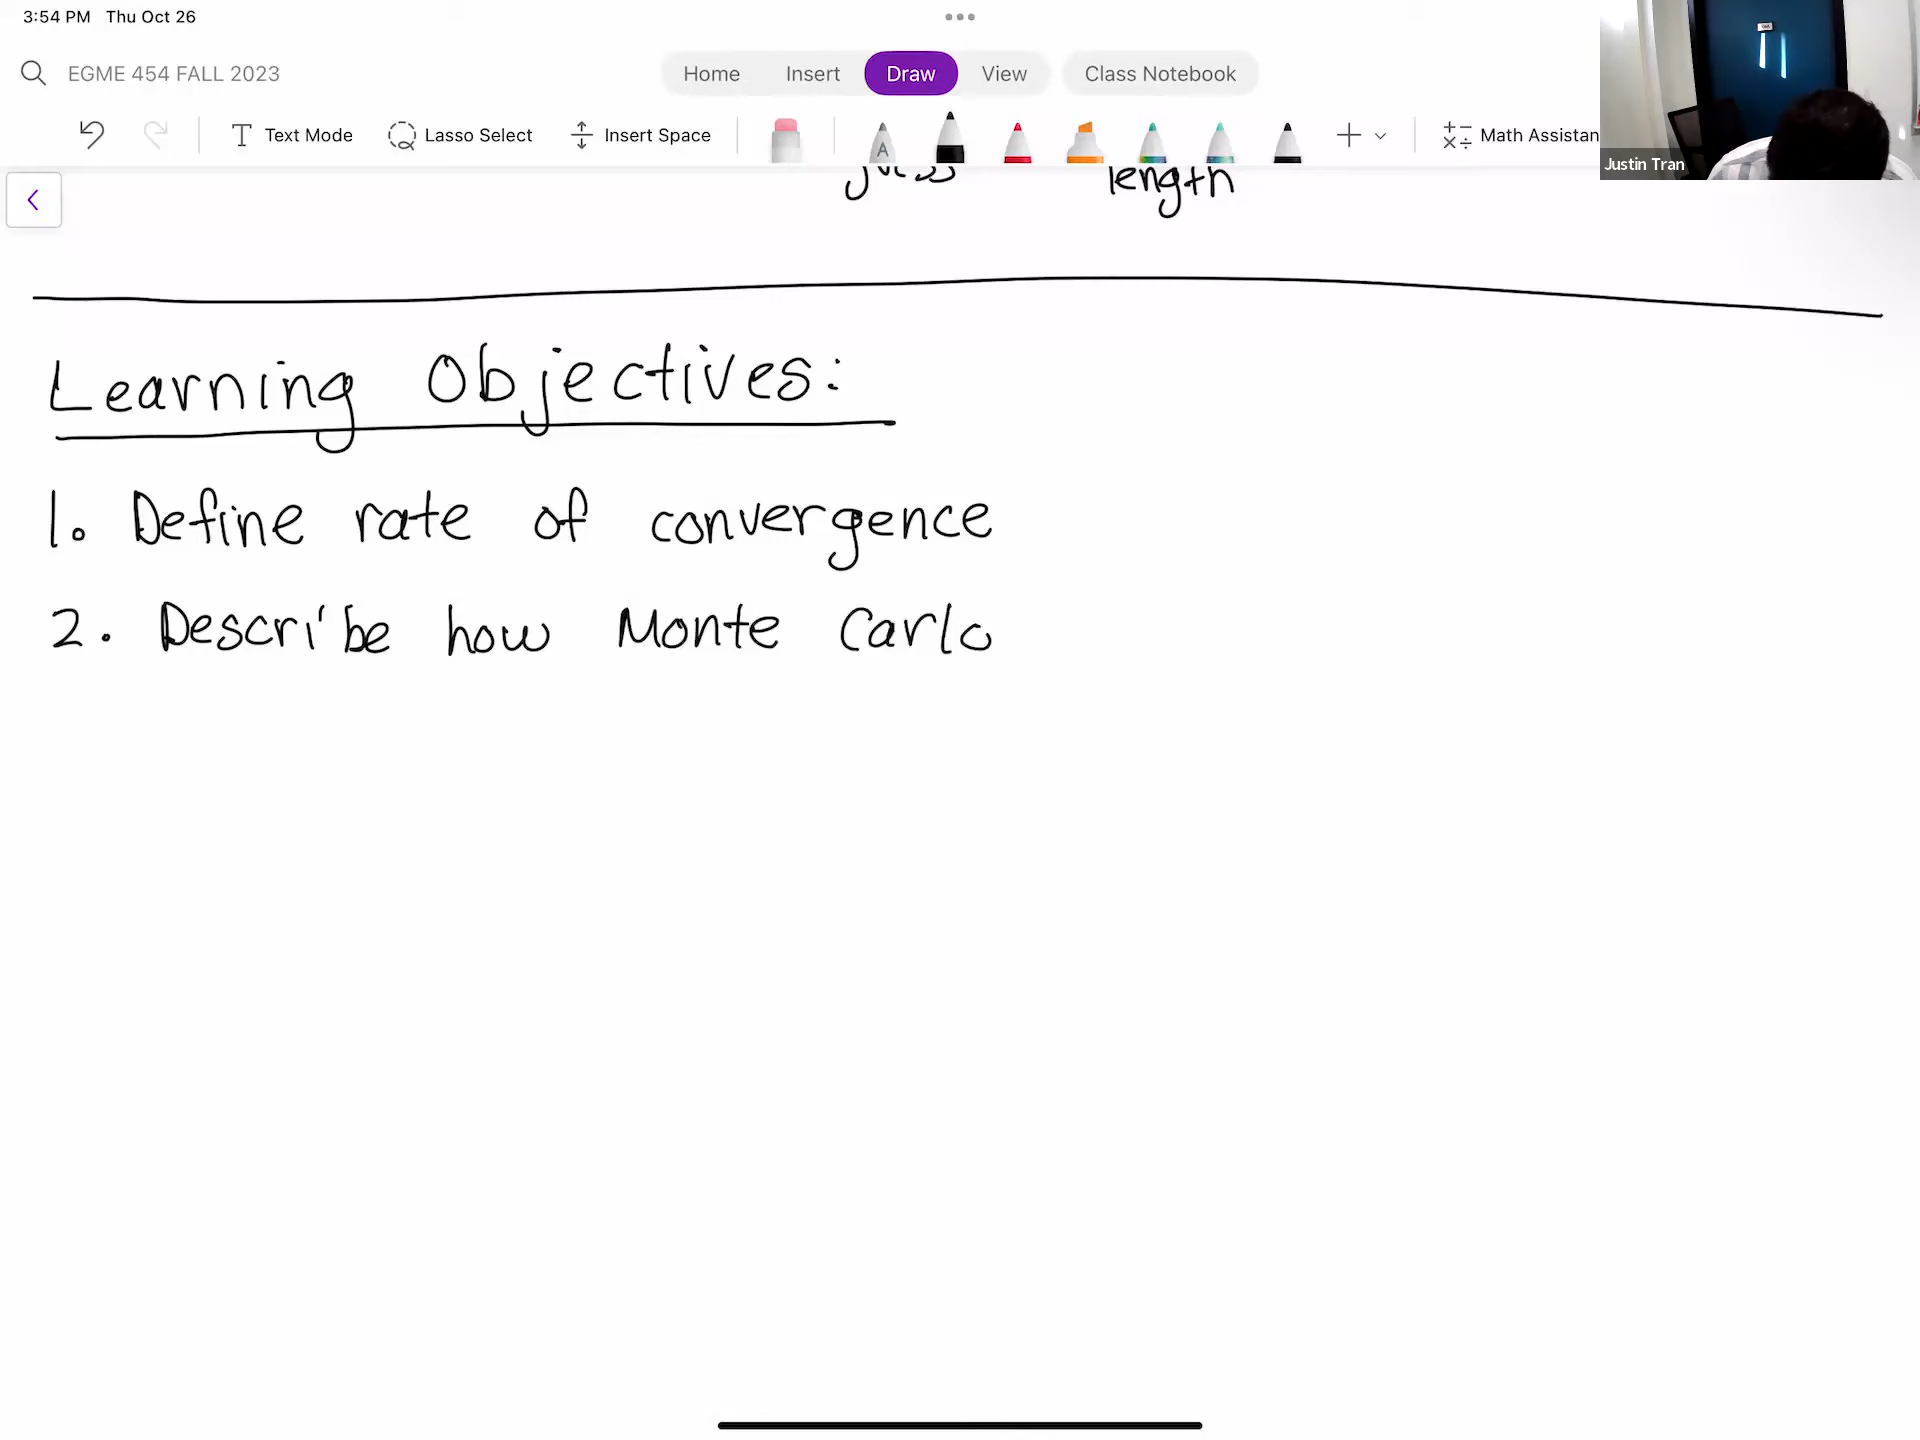 3:54 PM Thu Oct 26
EGME 454 FALL 2023
Home Insert Draw View Class Notebook
Text Mode Lasso Select Insert Space A Math Assistan
Justin Tran
length
Learning Objectives:
1. Define rate of convergence
2. Describe how Monte Carlo